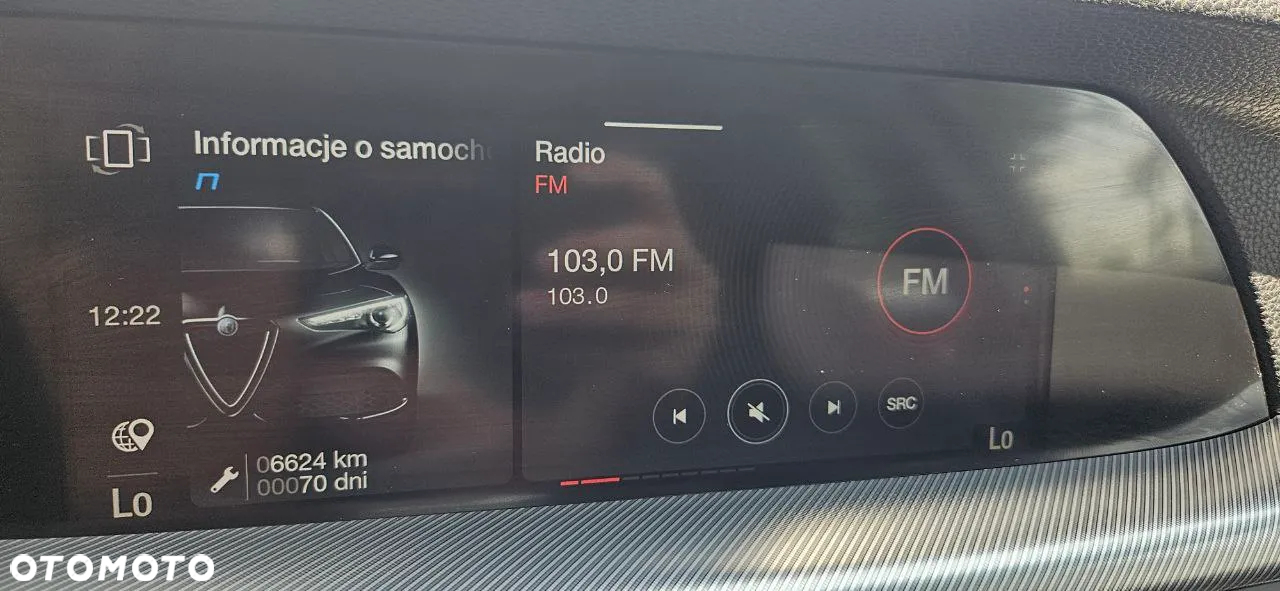 Informacje o samoch
n
12:22
06624 km
00070 dni
Lo
Radio
FM
103,0 FM
103.0
FM
SRC
Lo
OTOMOTO